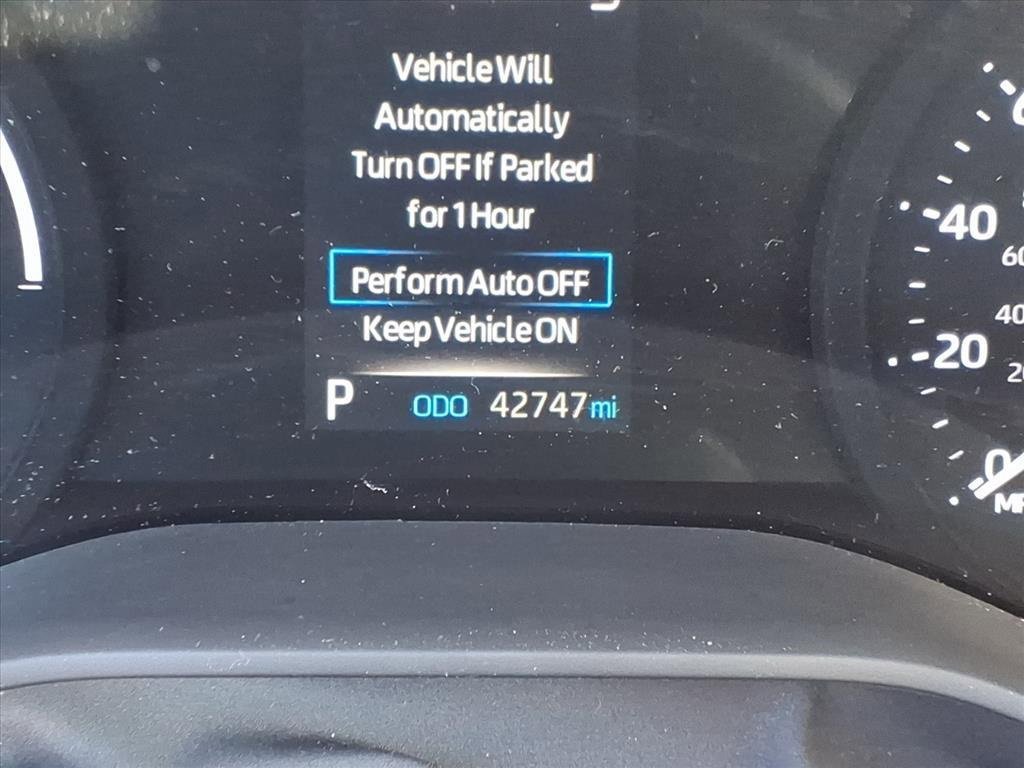 Vehicle Will
Automatically
Turn OFF If Parked
for 1 Hour
Perform Auto OFF
Keep Vehicle ON
P ODO 42747 mi
40
20
0